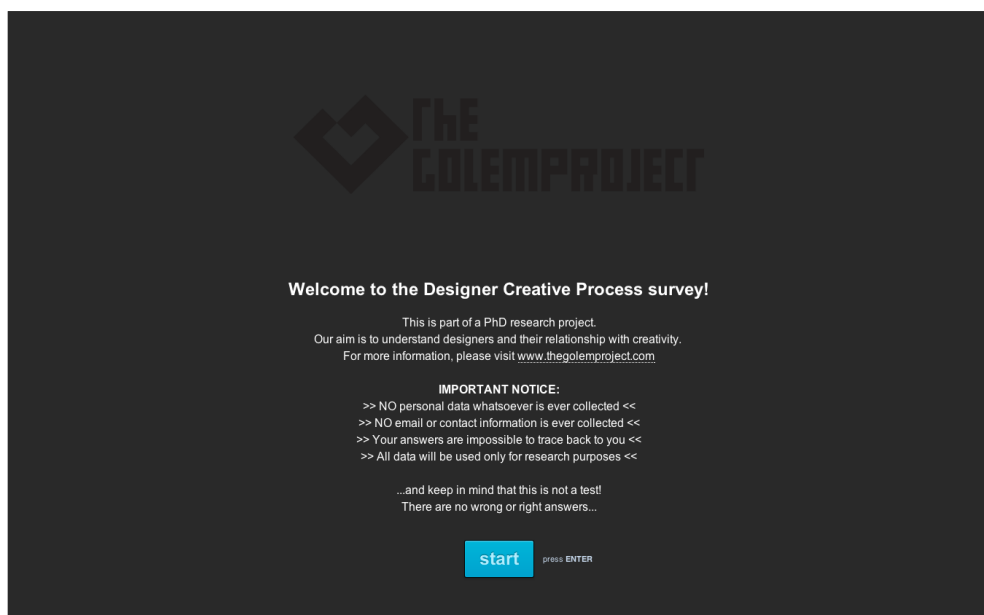 The
GOLEMPROJECT
Welcome to the Designer Creative Process survey!
This is part of a PhD research project.
Our aim is to understand designers and their relationship with creativity.
For more information, please visit www.thegolemproject.com
IMPORTANT NOTICE:
>> NO personal data whatsoever is ever collected <<
>> NO email or contact information is ever collected <<
>> Your answers are impossible to trace back to you <<
>> All data will be used only for research purposes <<
...and keep in mind that this is not a test!
There are no wrong or right answers...
start press ENTER